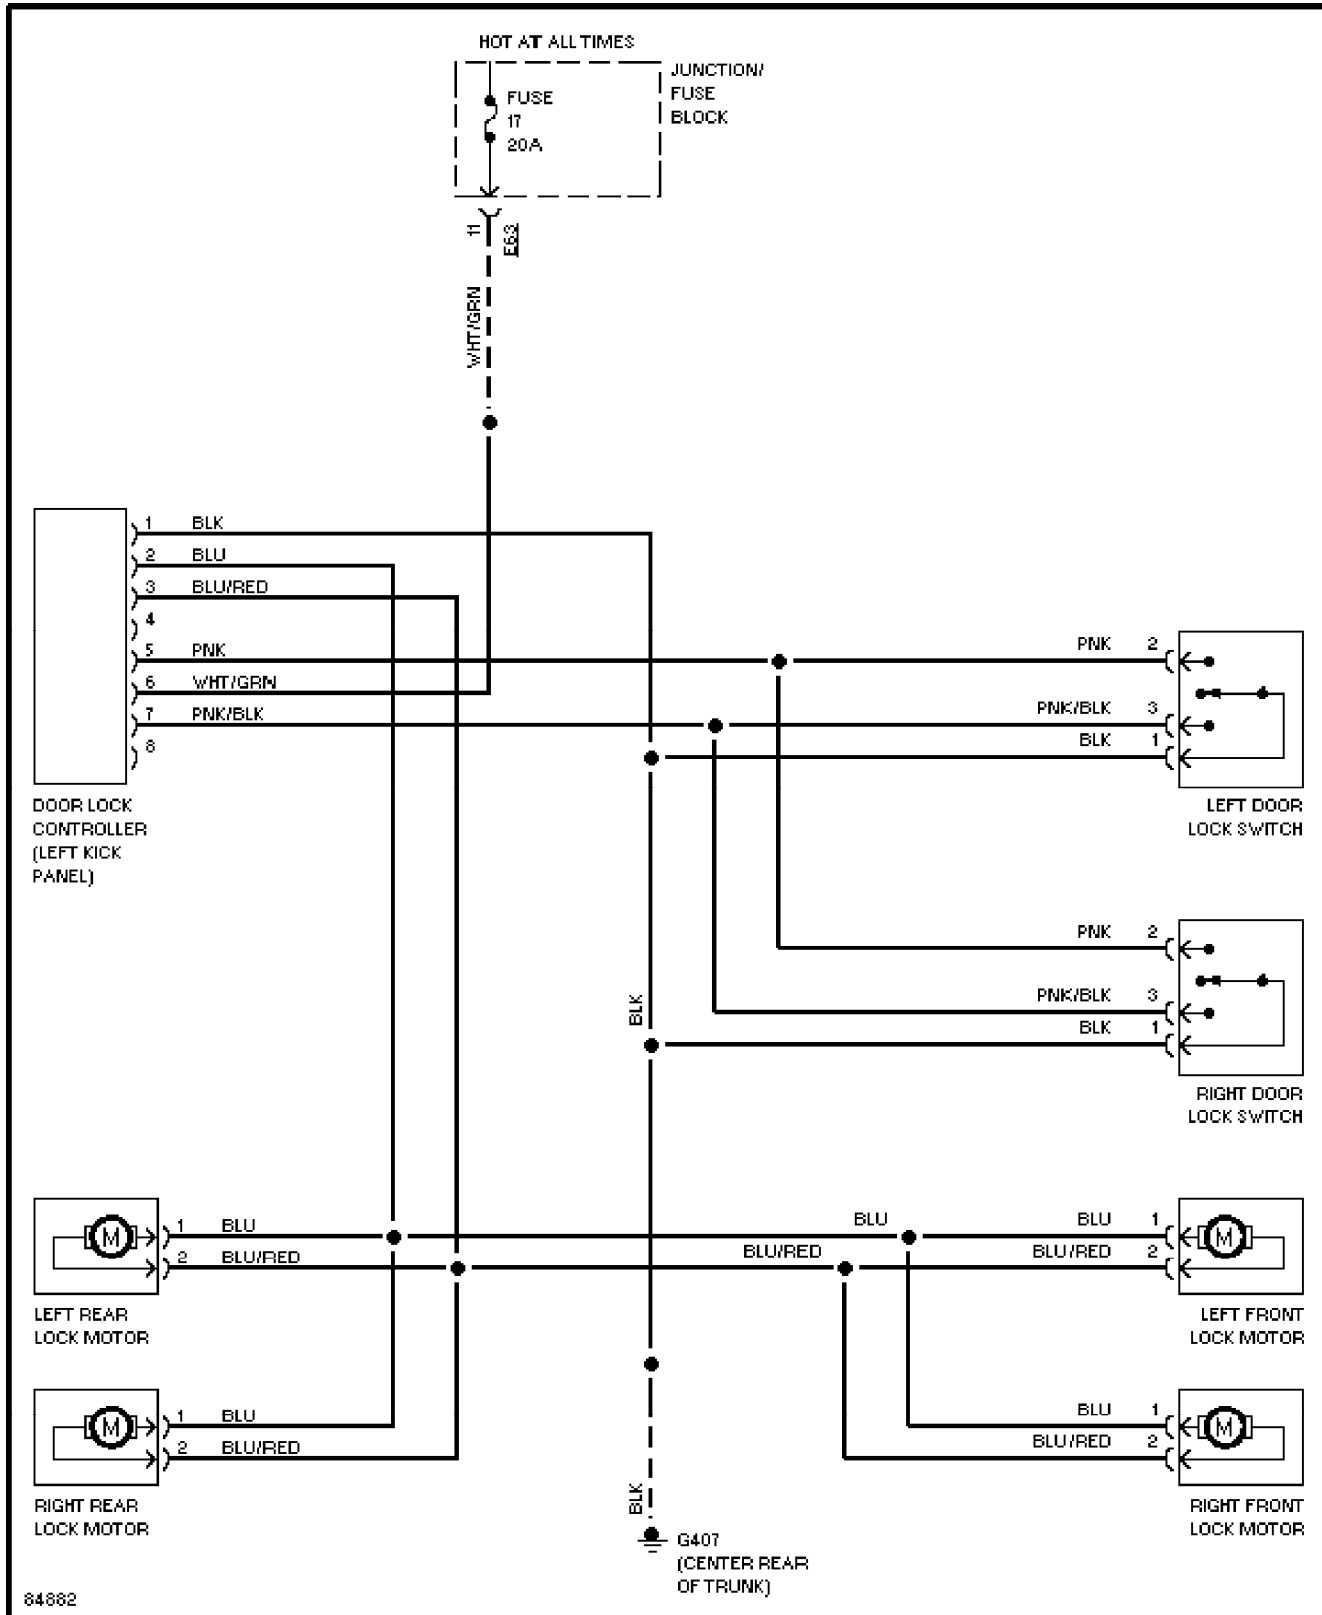 HOT AT ALL TIMES
JUNCTION/
FUSE
BLOCK
FUSE
17
20A
11
E63
WHT/GRN
1 BLK
2 BLU
3 BLU/RED
4
5 PNK
6 WHT/GRN
7 PNK/BLK
8
DOOR LOCK
CONTROLLER
(LEFT KICK
PANEL)
PNK 2
PNK/BLK 3
BLK 1
LEFT DOOR
LOCK SWITCH
PNK 2
PNK/BLK 3
BLK 1
RIGHT DOOR
LOCK SWITCH
BLK
M
1 BLU
2 BLU/RED
LEFT REAR
LOCK MOTOR
BLU
BLU/RED
BLU 1
BLU/RED 2
M
LEFT FRONT
LOCK MOTOR
M
1 BLU
2 BLU/RED
RIGHT REAR
LOCK MOTOR
BLU 1
BLU/RED 2
M
RIGHT FRONT
LOCK MOTOR
BLK
G407
(CENTER REAR
OF TRUNK)
84882